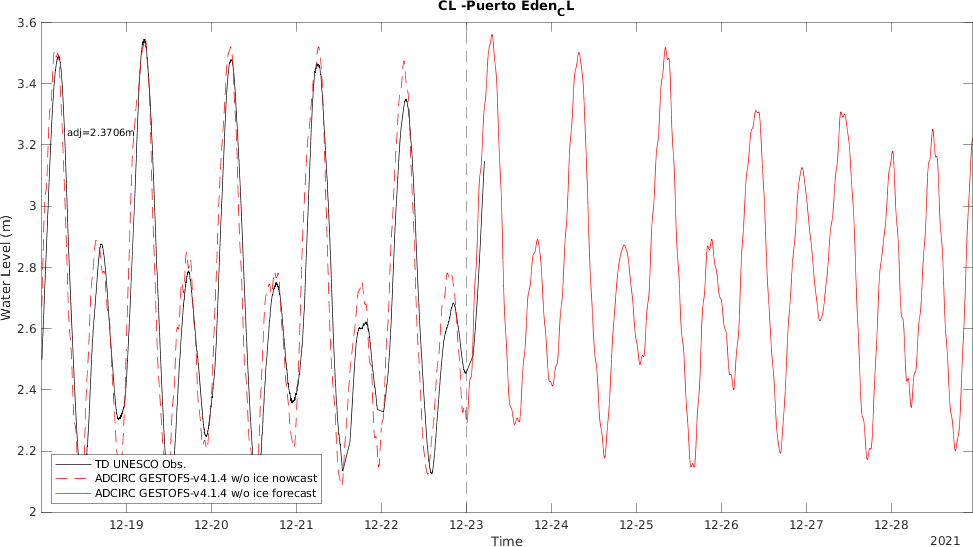 CL -Puerto Eden_CL
3.6
3.4
3.2
3
2.8
2.6
2.4
2.2
2
Water Level (m)
adj=2.3706m
TD UNESCO Obs.
ADCIRC GESTOFS-v4.1.4 w/o ice nowcast
ADCIRC GESTOFS-v4.1.4 w/o ice forecast
12-19 12-20 12-21 12-22 12-23 12-24 12-25 12-26 12-27 12-28
Time
2021